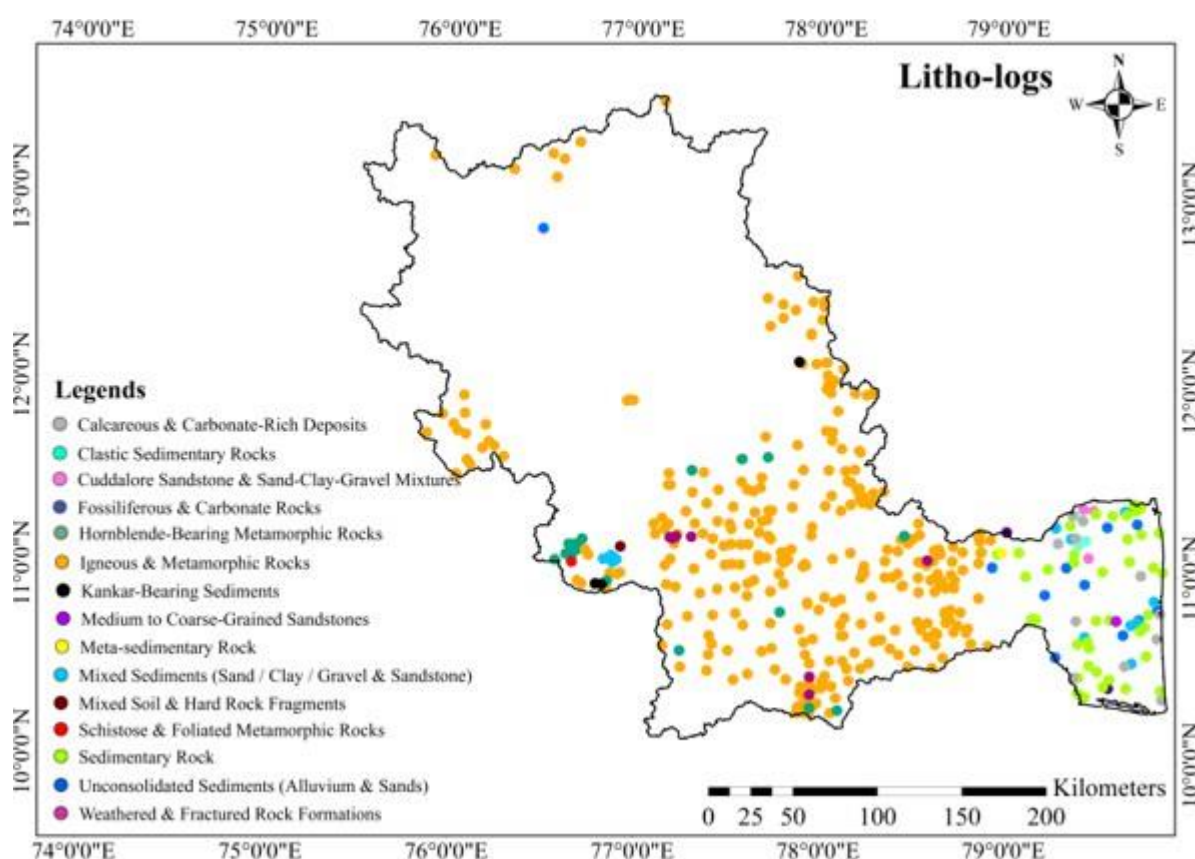 74°0'0"E 75°0'0"E 76°0'0"E 77°0'0"E 78°0'0"E 79°0'0"E
Litho-logs
N
W E
S
13°0'0"N
12°0'0"N
11°0'0"N
10°0'0"N
13°0'0"N
12°0'0"N
11°0'0"N
10°0'0"N
Legends
Calcareous & Carbonate-Rich Deposits
Clastic Sedimentary Rocks
Cuddalore Sandstone & Sand-Clay-Gravel Mixtures
Fossiliferous & Carbonate Rocks
Hornblende-Bearing Metamorphic Rocks
Igneous & Metamorphic Rocks
Kankar-Bearing Sediments
Medium to Coarse-Grained Sandstones
Meta-sedimentary Rock
Mixed Sediments (Sand / Clay / Gravel & Sandstone)
Mixed Soil & Hard Rock Fragments
Schistose & Foliated Metamorphic Rocks
Sedimentary Rock
Unconsolidated Sediments (Alluvium & Sands)
Weathered & Fractured Rock Formations
Kilometers
0 25 50 100 150 200
74°0'0"E 75°0'0"E 76°0'0"E 77°0'0"E 78°0'0"E 79°0'0"E